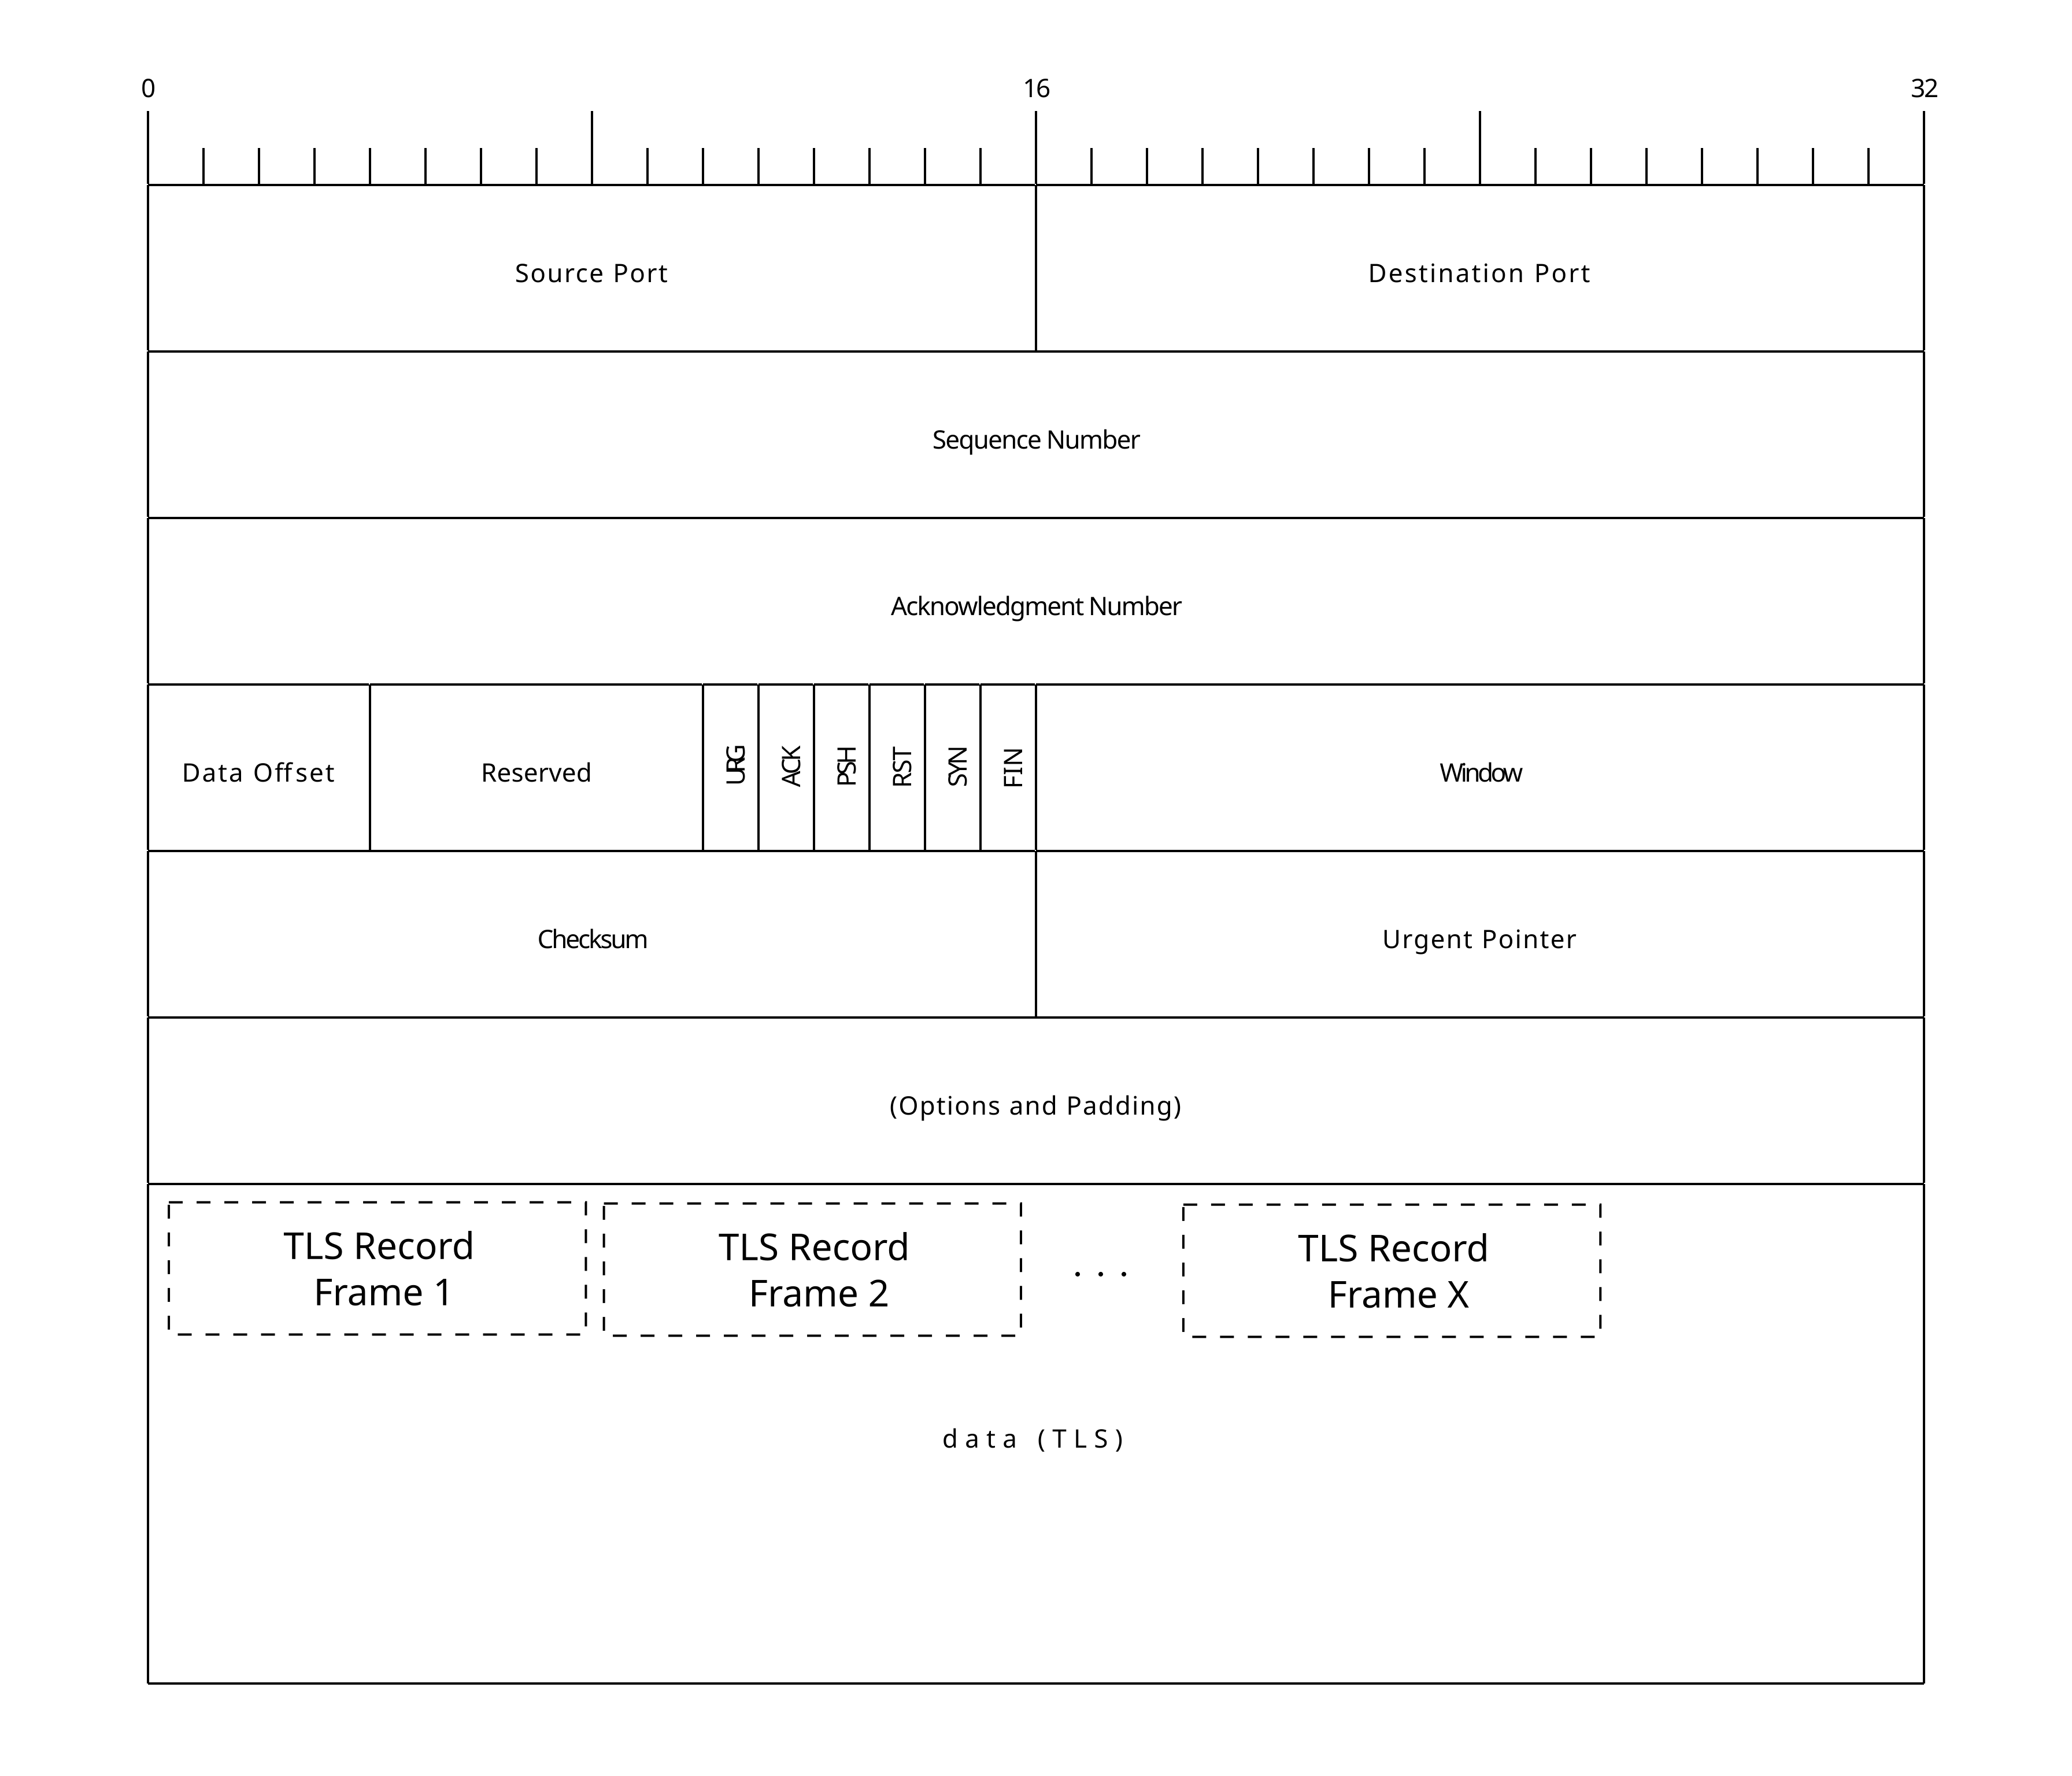 0 16 32
Source Port Destination Port
Sequence Number
Acknowledgment Number
Data Offset Reserved URG ACK PSH RST SYN FIN Window
Checksum Urgent Pointer
(Options and Padding)
TLS Record TLS Record TLS Record
Frame 1 Frame 2 . . . Frame X
data (TLS)